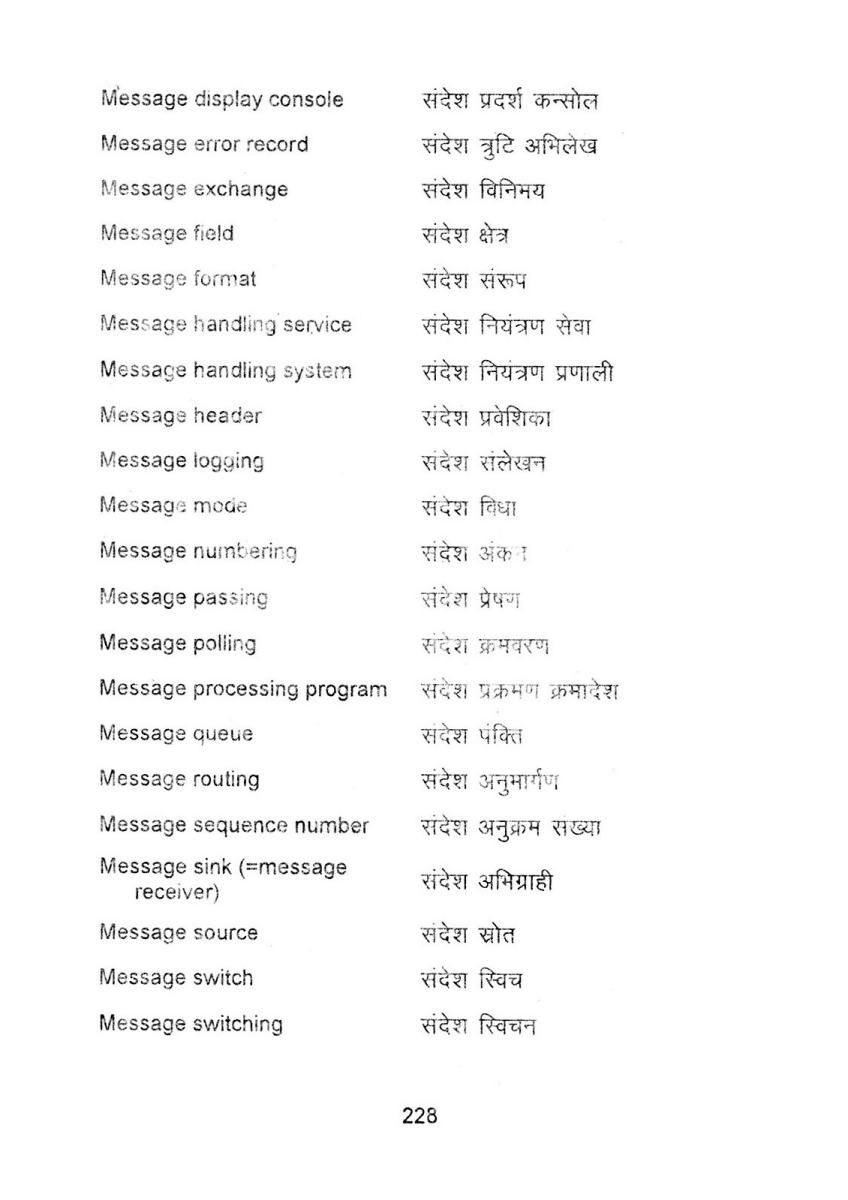 Message display console संदेश प्रदर्श कन्सोल
Message error record संदेश त्रुटि अभिलेख
Message exchange संदेश विनिमय
Message field संदेश क्षेत्र
Message format संदेश संरूप
Message handling service संदेश नियंत्रण सेवा
Message handling system संदेश नियंत्रण प्रणाली
Message header संदेश प्रवेशिका
Message logging संदेश संलेखन
Message mode संदेश विधा
Message numbering संदेश अंकन
Message passing संदेश प्रेषण
Message polling संदेश क्रमवरण
Message processing program संदेश प्रक्रमण क्रमादेश
Message queue संदेश पंक्ति
Message routing संदेश अनुमार्गण
Message sequence number संदेश अनुक्रम संख्या
Message sink (=message
receiver) संदेश अभिग्राही
Message source संदेश स्रोत
Message switch संदेश स्विच
Message switching संदेश स्विचन
228